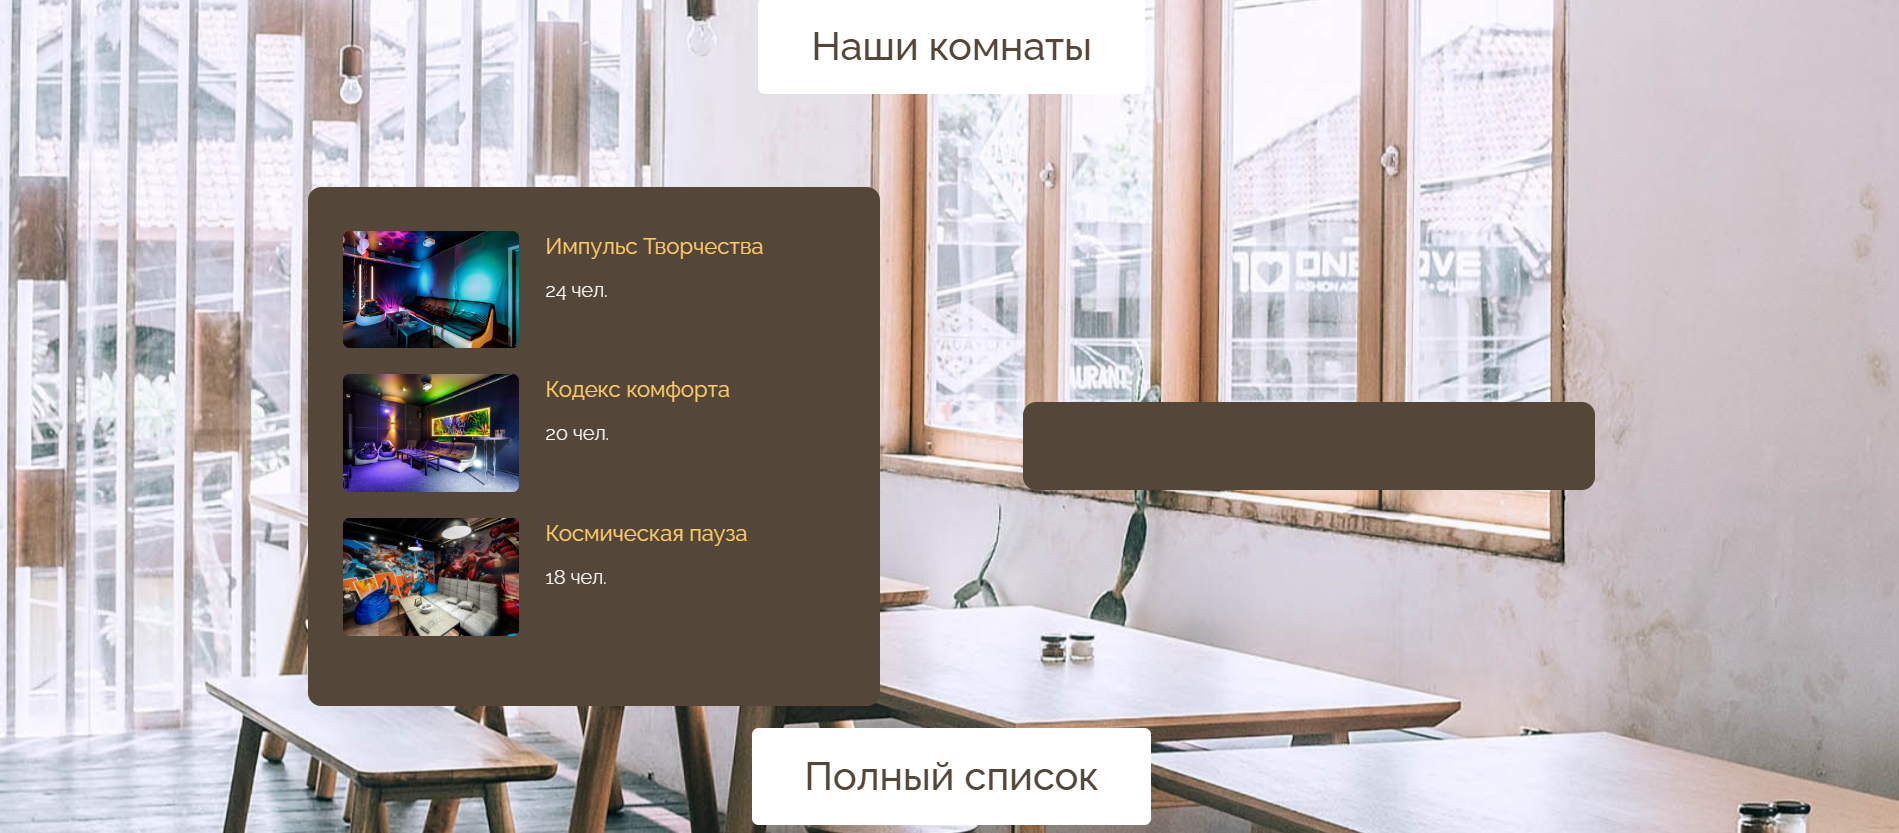 Наши комнаты
Импульс Творчества
24 чел.
Кодекс комфорта
20 чел.
Космическая пауза
18 чел.
Полный список